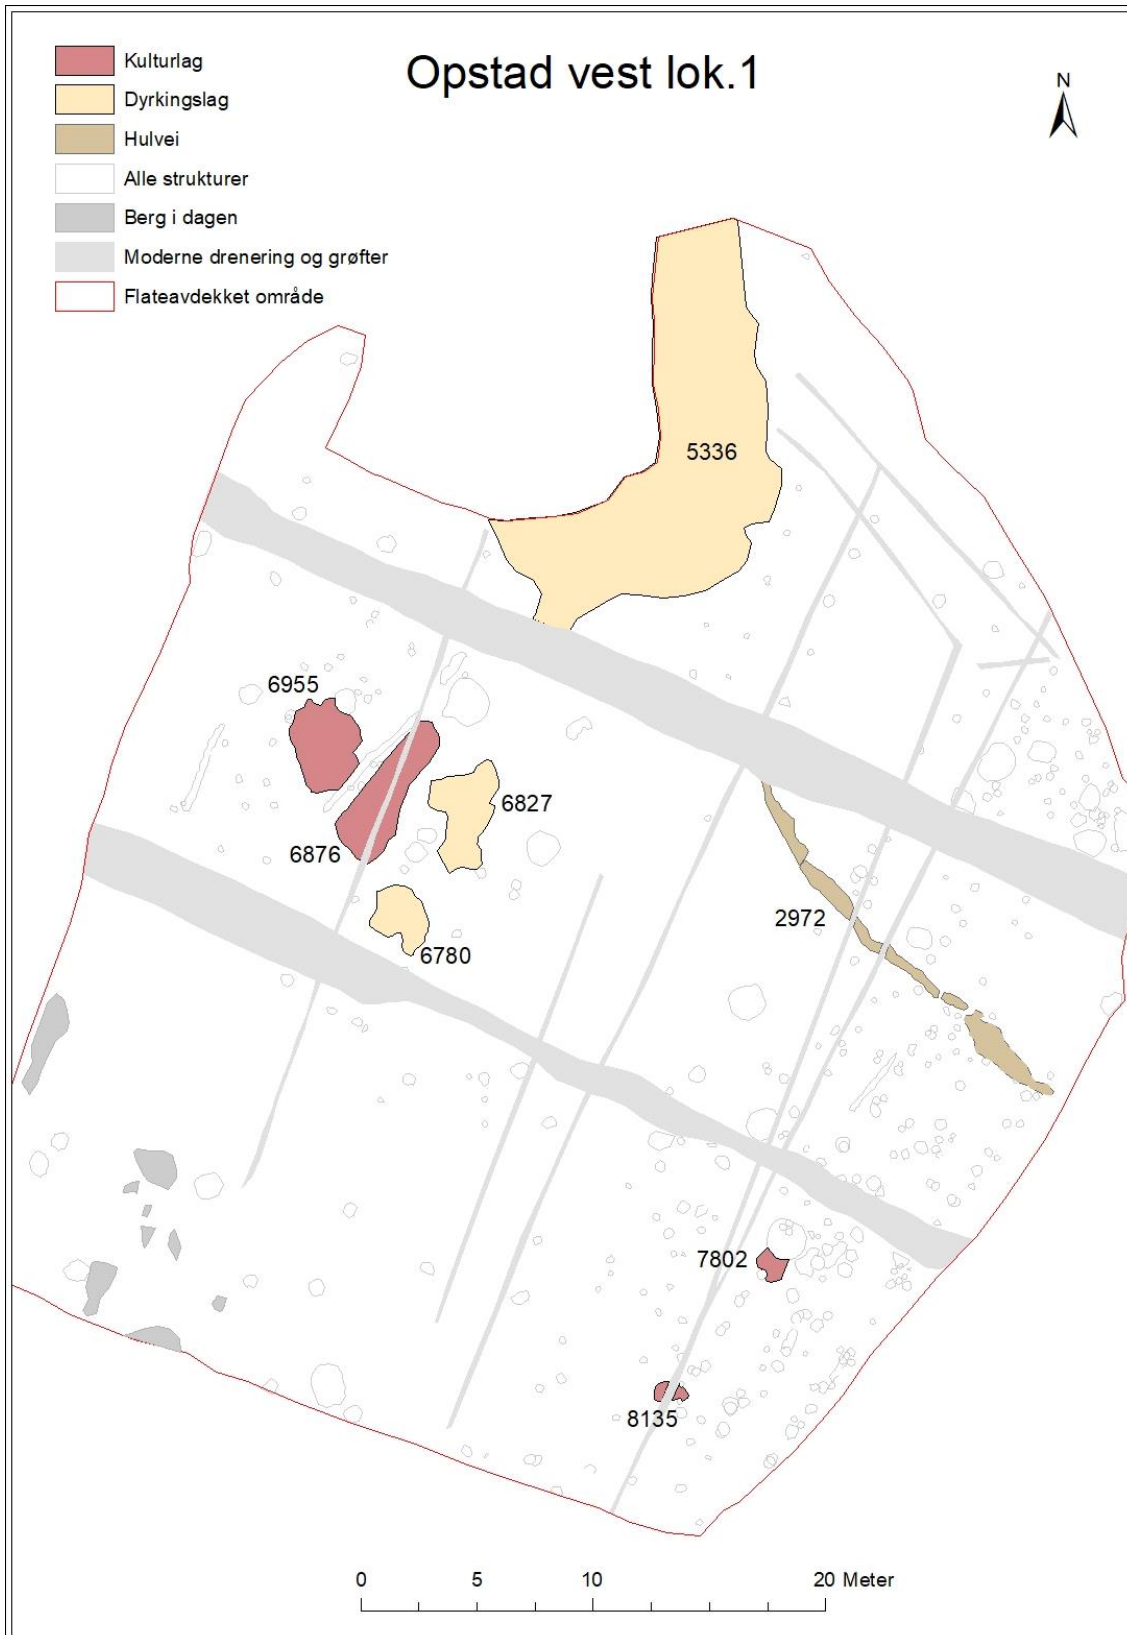 Opstad vest lok.1
Kulturlag
Dyrkingslag
Hulvei
Alle strukturer
Berg i dagen
Moderne drenering og grøfter
Flateavdekket område
N
5336
6955
6827
6876
2972
6780
7802
8135
0 5 10 20 Meter